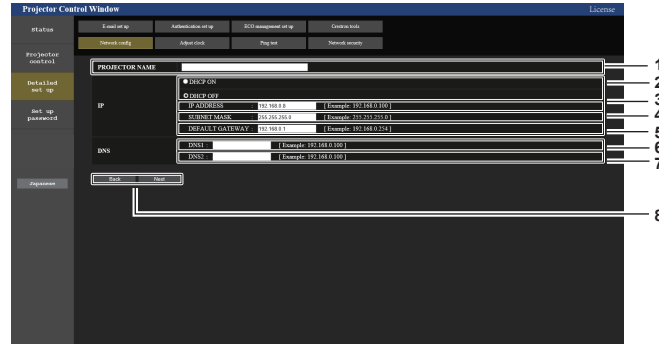 Projector Control Window License
Status
Projector control
Detailed set up
Set up password
Japanese
E-mail set up Authentication set up ECO management set up Crestron tools
Network config Adjust clock Ping test Network security
PROJECTOR NAME
IP
DHCP ON
DHCP OFF
IP ADDRESS : 192.168.0.8 [ Example: 192.168.0.100 ]
SUBNET MASK : 255.255.255.0 [ Example: 255.255.255.0 ]
DEFAULT GATEWAY : 192.168.0.1 [ Example: 192.168.0.254 ]
DNS
DNS1 : [ Example: 192.168.0.100 ]
DNS2 : [ Example: 192.168.0.100 ]
Back Next
1
2
3
4
5
6
7
8